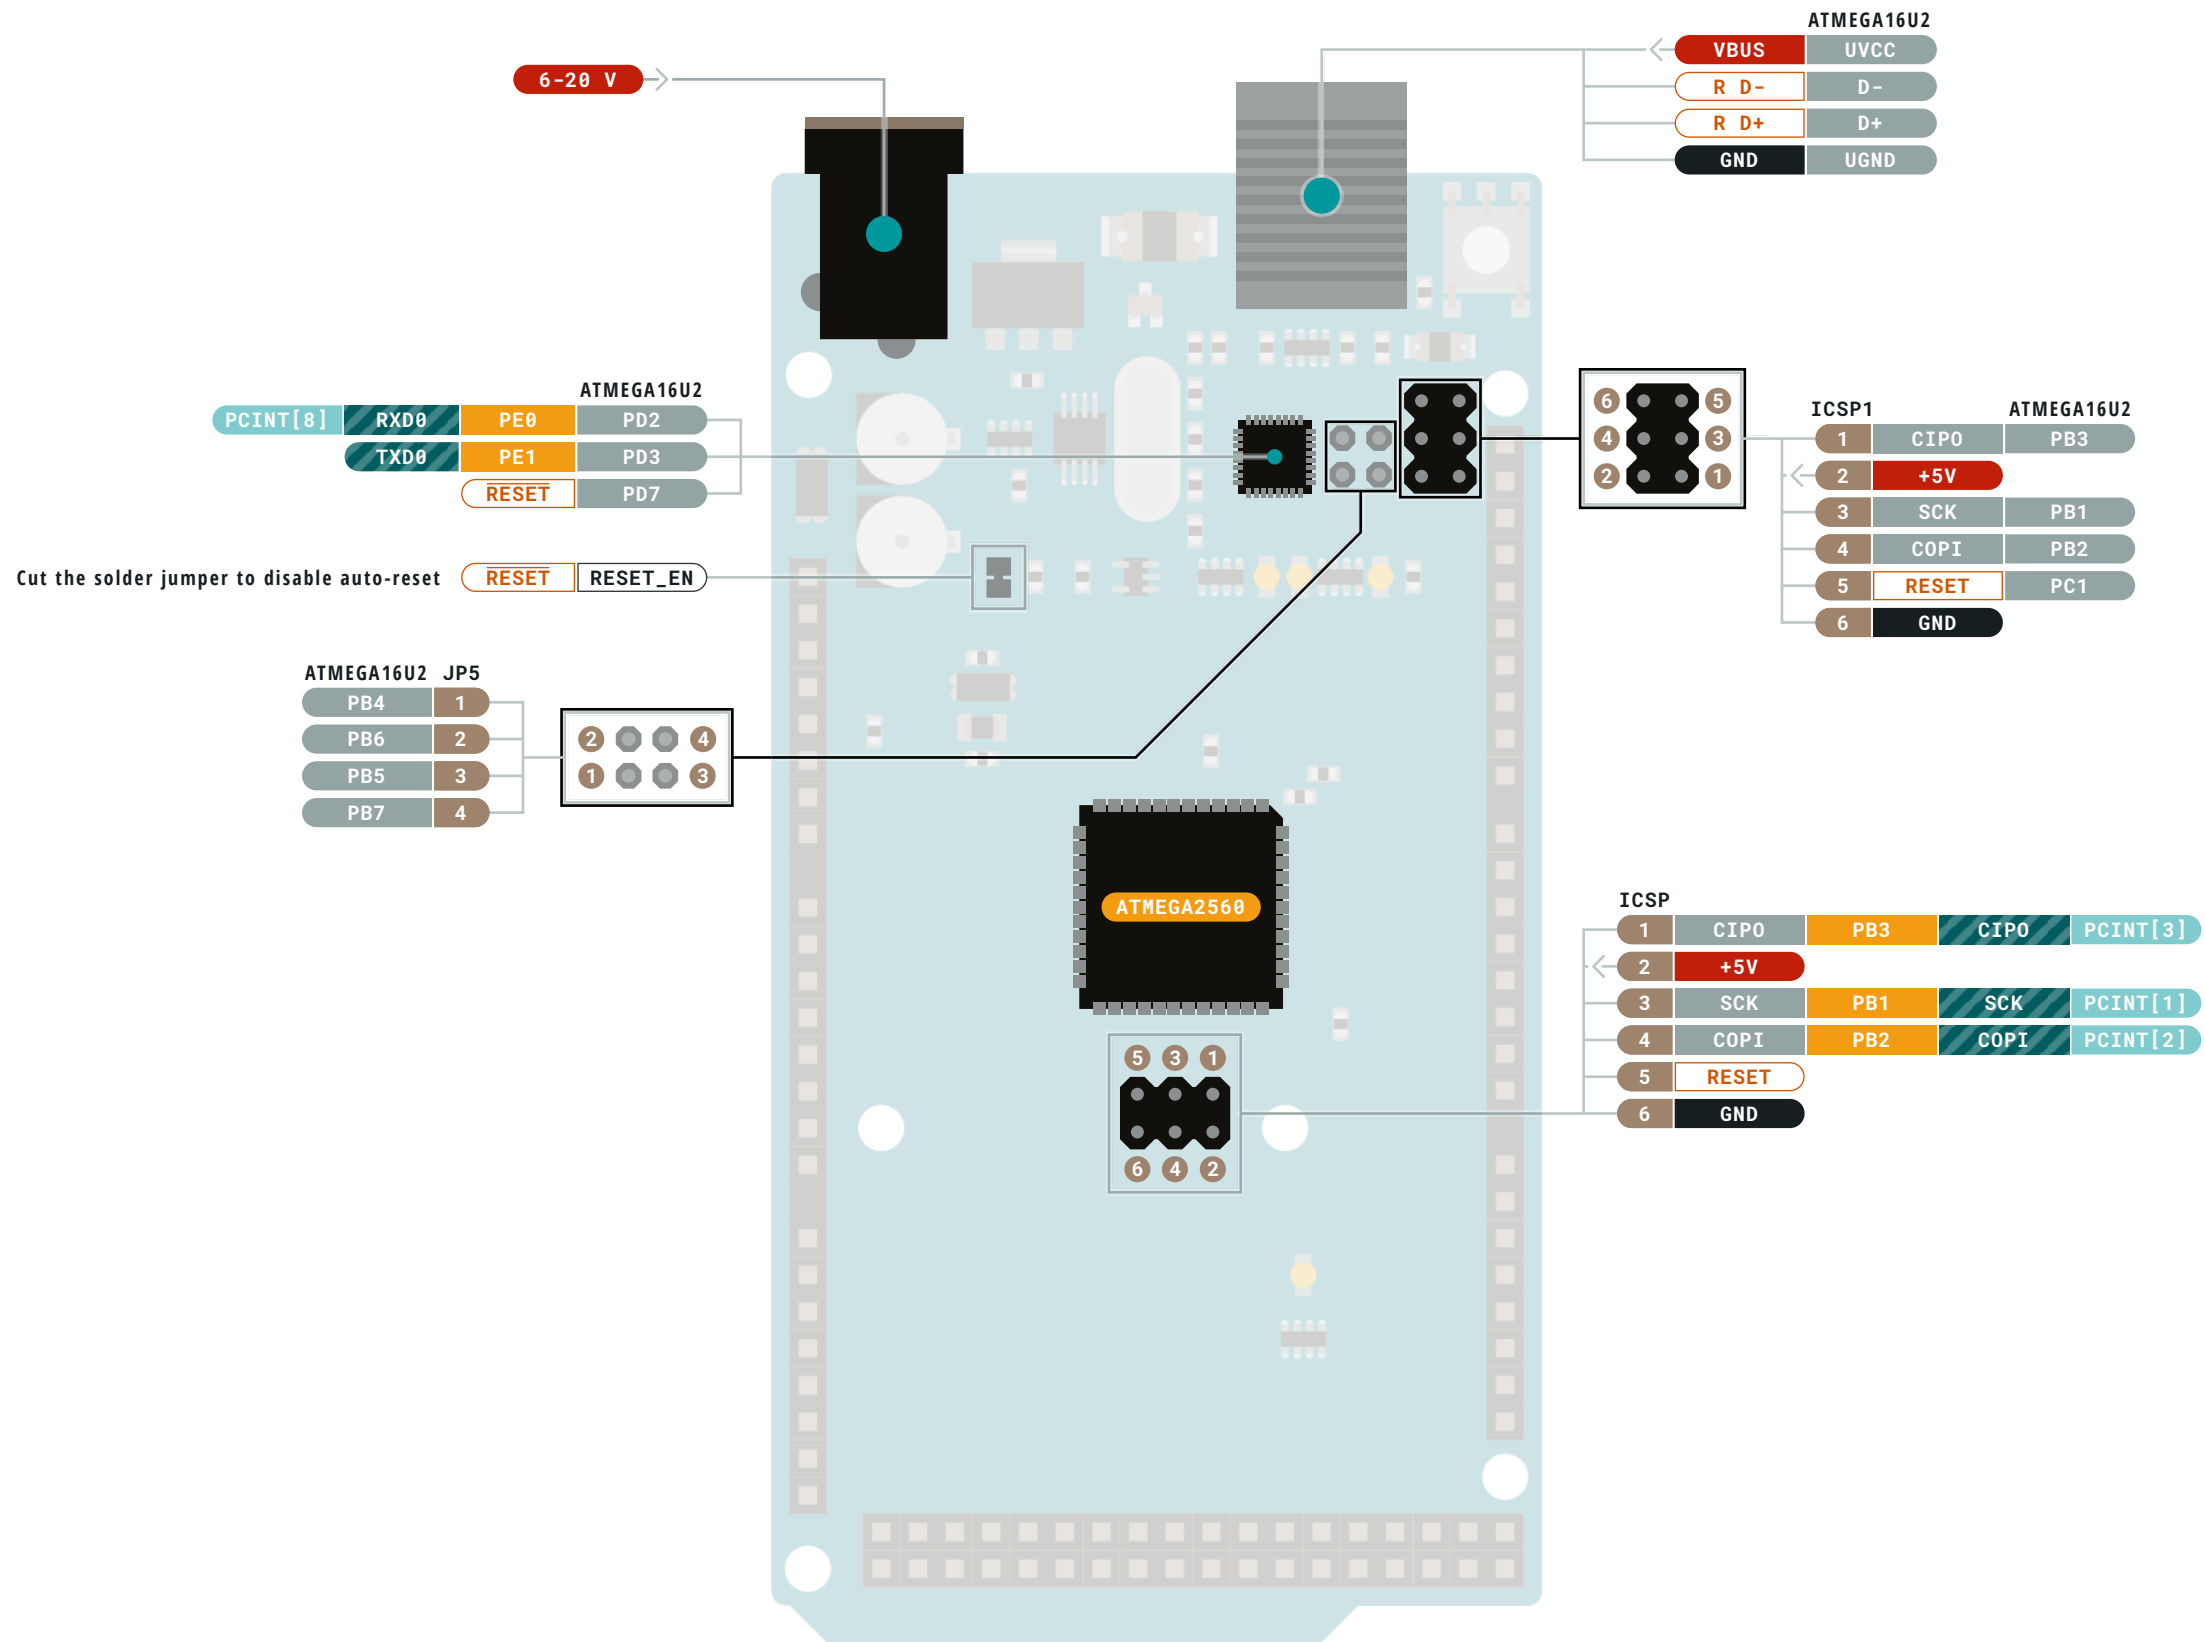 ATMEGA16U2
VBUS UVCC
6-20 V
R D- D-
R D+ D+
GND UGND
ATMEGA16U2
PCINT[8] RXD0 PE0 PD2
TXD0 PE1 PD3
RESET PD7
6 5
4 3
2 1
ICSP1 ATMEGA16U2
1 CIPO PB3
2 +5V
3 SCK PB1
4 COPI PB2
5 RESET PC1
6 GND
Cut the solder jumper to disable auto-reset RESET RESET_EN
ATMEGA16U2 JP5
PB4 1
PB6 2
PB5 3
PB7 4
2 4
1 3
ATMEGA2560
ICSP
1 CIPO PB3 CIPO PCINT[3]
2 +5V
3 SCK PB1 SCK PCINT[1]
4 COPI PB2 COPI PCINT[2]
5 RESET
6 GND
5 3 1
6 4 2